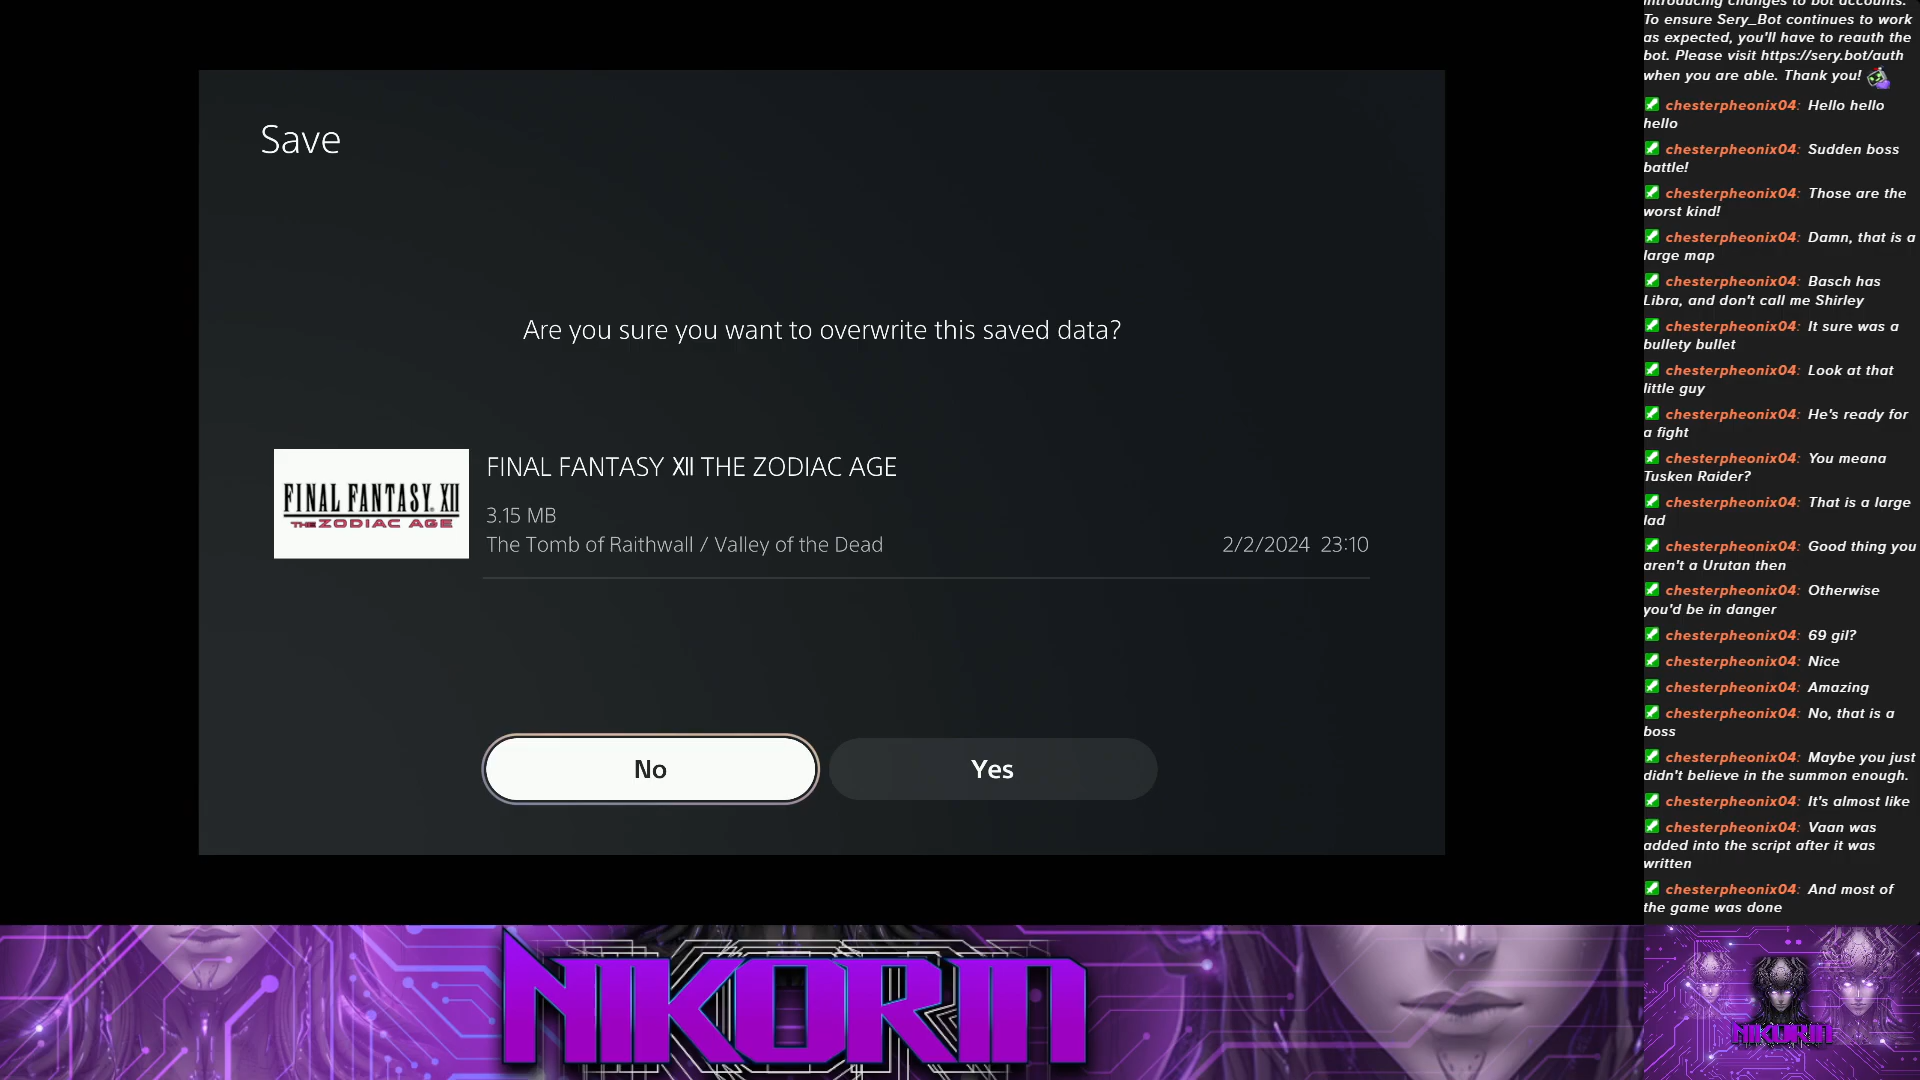 Save
Are you sure you want to overwrite this saved data?
FINAL FANTASY XII
THE ZODIAC AGE
FINAL FANTASY XII THE ZODIAC AGE
3.15 MB
The Tomb of Raithwall / Valley of the Dead
2/2/2024 23:10
No
Yes
introducing changes to bot accounts.
To ensure Sery_Bot continues to work
as expected, you'll have to reauth the
bot. Please visit https://sery.bot/auth
when you are able. Thank you!
chesterpheonix04: Hello hello
hello
chesterpheonix04: Sudden boss
battle!
chesterpheonix04: Those are the
worst kind!
chesterpheonix04: Damn, that is a
large map
chesterpheonix04: Basch has
Libra, and don't call me Shirley
chesterpheonix04: It sure was a
bullety bullet
chesterpheonix04: Look at that
little guy
chesterpheonix04: He's ready for
a fight
chesterpheonix04: You meana
Tusken Raider?
chesterpheonix04: That is a large
lad
chesterpheonix04: Good thing you
aren't a Urutan then
chesterpheonix04: Otherwise
you'd be in danger
chesterpheonix04: 69 gil?
chesterpheonix04: Nice
chesterpheonix04: Amazing
chesterpheonix04: No, that is a
boss
chesterpheonix04: Maybe you just
didn't believe in the summon enough.
chesterpheonix04: It's almost like
chesterpheonix04: Vaan was
added into the script after it was
written
chesterpheonix04: And most of
the game was done
NIKORIN
NIKORIN